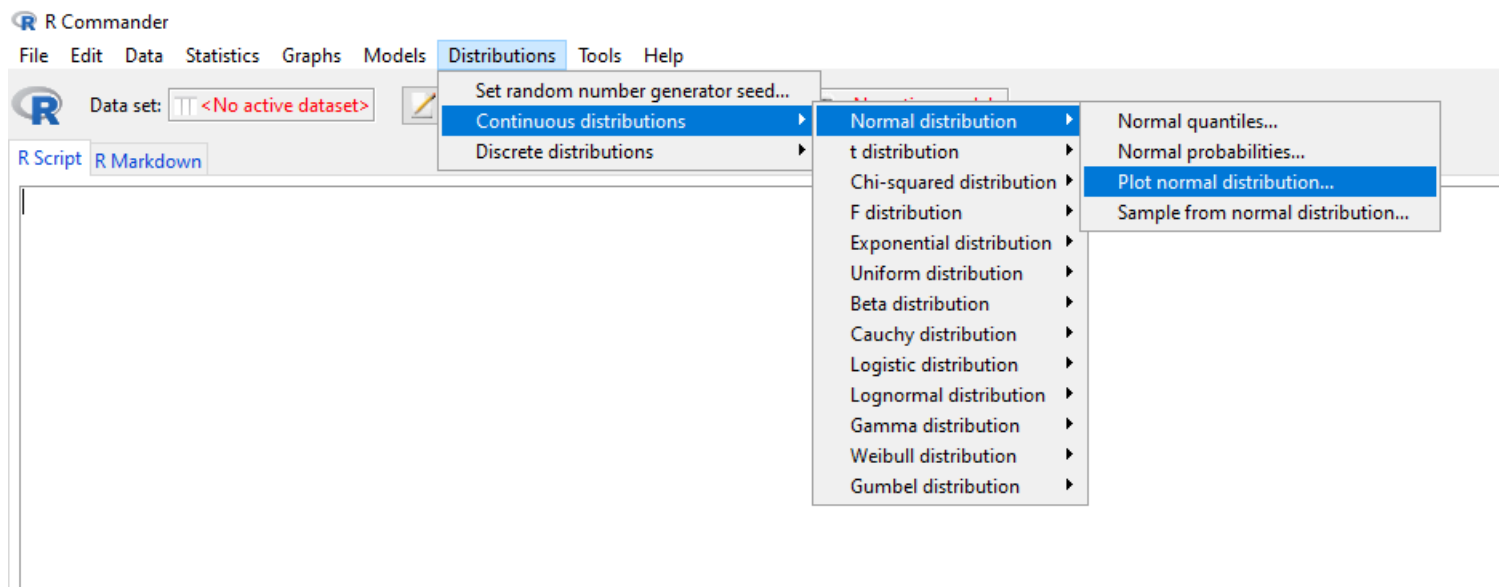 R Commander
File Edit Data Statistics Graphs Models Distributions Tools Help
Data set: <No active dataset>
R Script R Markdown
Set random number generator seed...
Continuous distributions
Discrete distributions
Normal distribution
t distribution
Chi-squared distribution
F distribution
Exponential distribution
Uniform distribution
Beta distribution
Cauchy distribution
Logistic distribution
Lognormal distribution
Gamma distribution
Weibull distribution
Gumbel distribution
Normal quantiles...
Normal probabilities...
Plot normal distribution...
Sample from normal distribution...